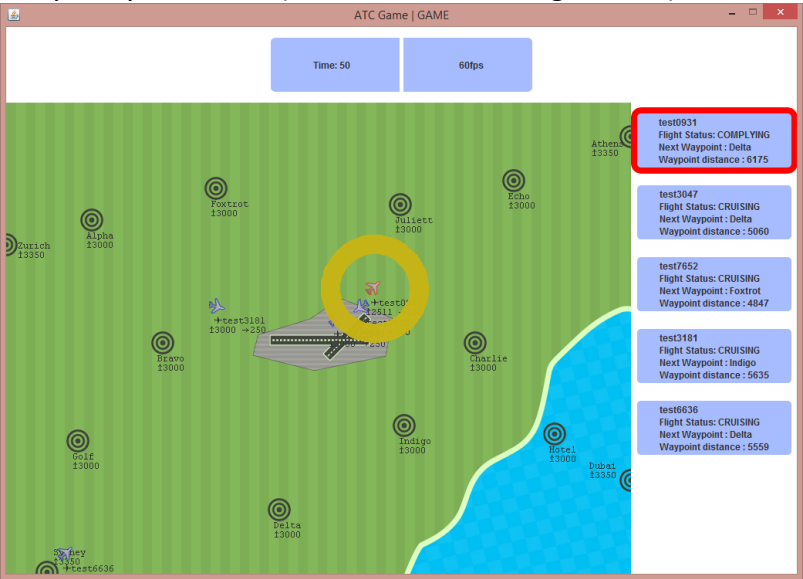 ATC Game | GAME
Time: 50
60fps
test0931
Flight Status: COMPLYING
Next Waypoint : Delta
Waypoint distance : 6175
test3047
Flight Status: CRUISING
Next Waypoint : Delta
Waypoint distance : 5060
test7652
Flight Status: CRUISING
Next Waypoint : Foxtrot
Waypoint distance : 4847
test3181
Flight Status: CRUISING
Next Waypoint : Indigo
Waypoint distance : 5635
test6636
Flight Status: CRUISING
Next Waypoint : Delta
Waypoint distance : 5559
Athens
‡3350
Echo
‡3000
Foxtrot
‡3000
Juliett
‡3000
Alpha
‡3000
Zurich
‡3350
test3181
‡3000 →250
Bravo
‡3000
Charlie
‡3000
Golf
‡3000
Indigo
‡3000
Hotel
‡3000
Dubai
‡3350
Delta
‡3000
Sydney
‡3350
test6636